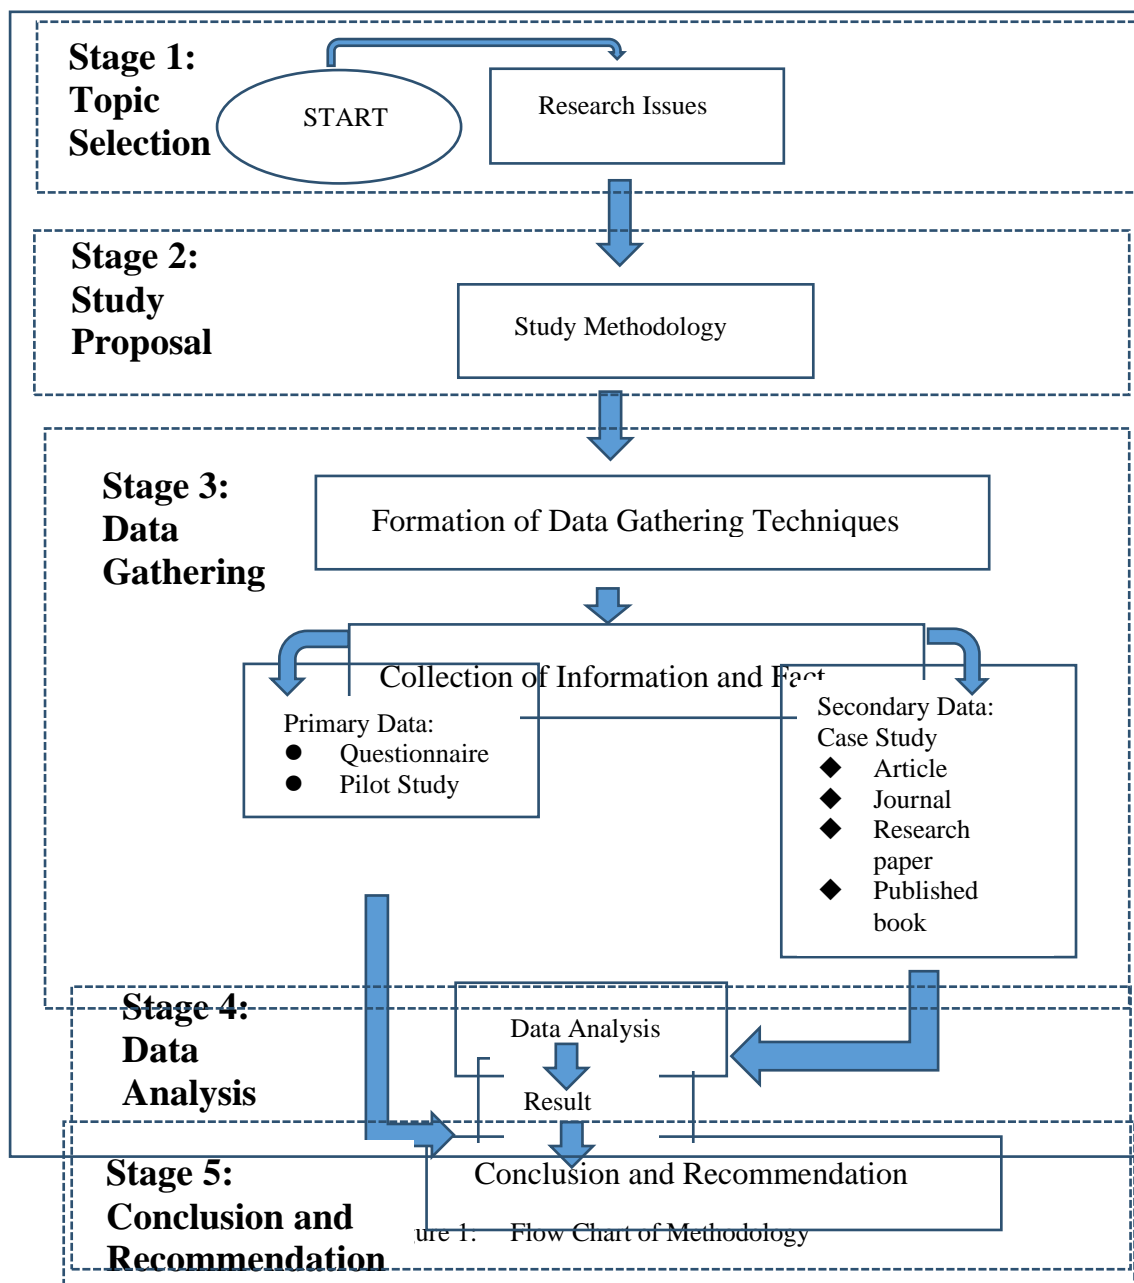 Stage 1:
Topic
Selection
START
Research Issues
Stage 2:
Study
Proposal
Study Methodology
Stage 3:
Data
Gathering
Formation of Data Gathering Techniques
Collection of Information and Fact
Primary Data:
● Questionnaire
● Pilot Study
Secondary Data:
Case Study
◆ Article
◆ Journal
◆ Research
paper
◆ Published
book
Stage 4:
Data
Analysis
Data Analysis
Result
Stage 5:
Conclusion and
Recommendation
Conclusion and Recommendation
ure 1: Flow Chart of Methodology